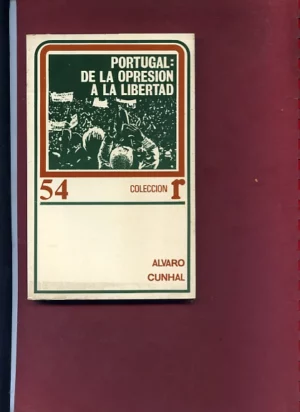 PORTUGAL:
DE LA OPRESION
A LA LIBERTAD
54 COLECCION r
ALVARO
CUNHAL